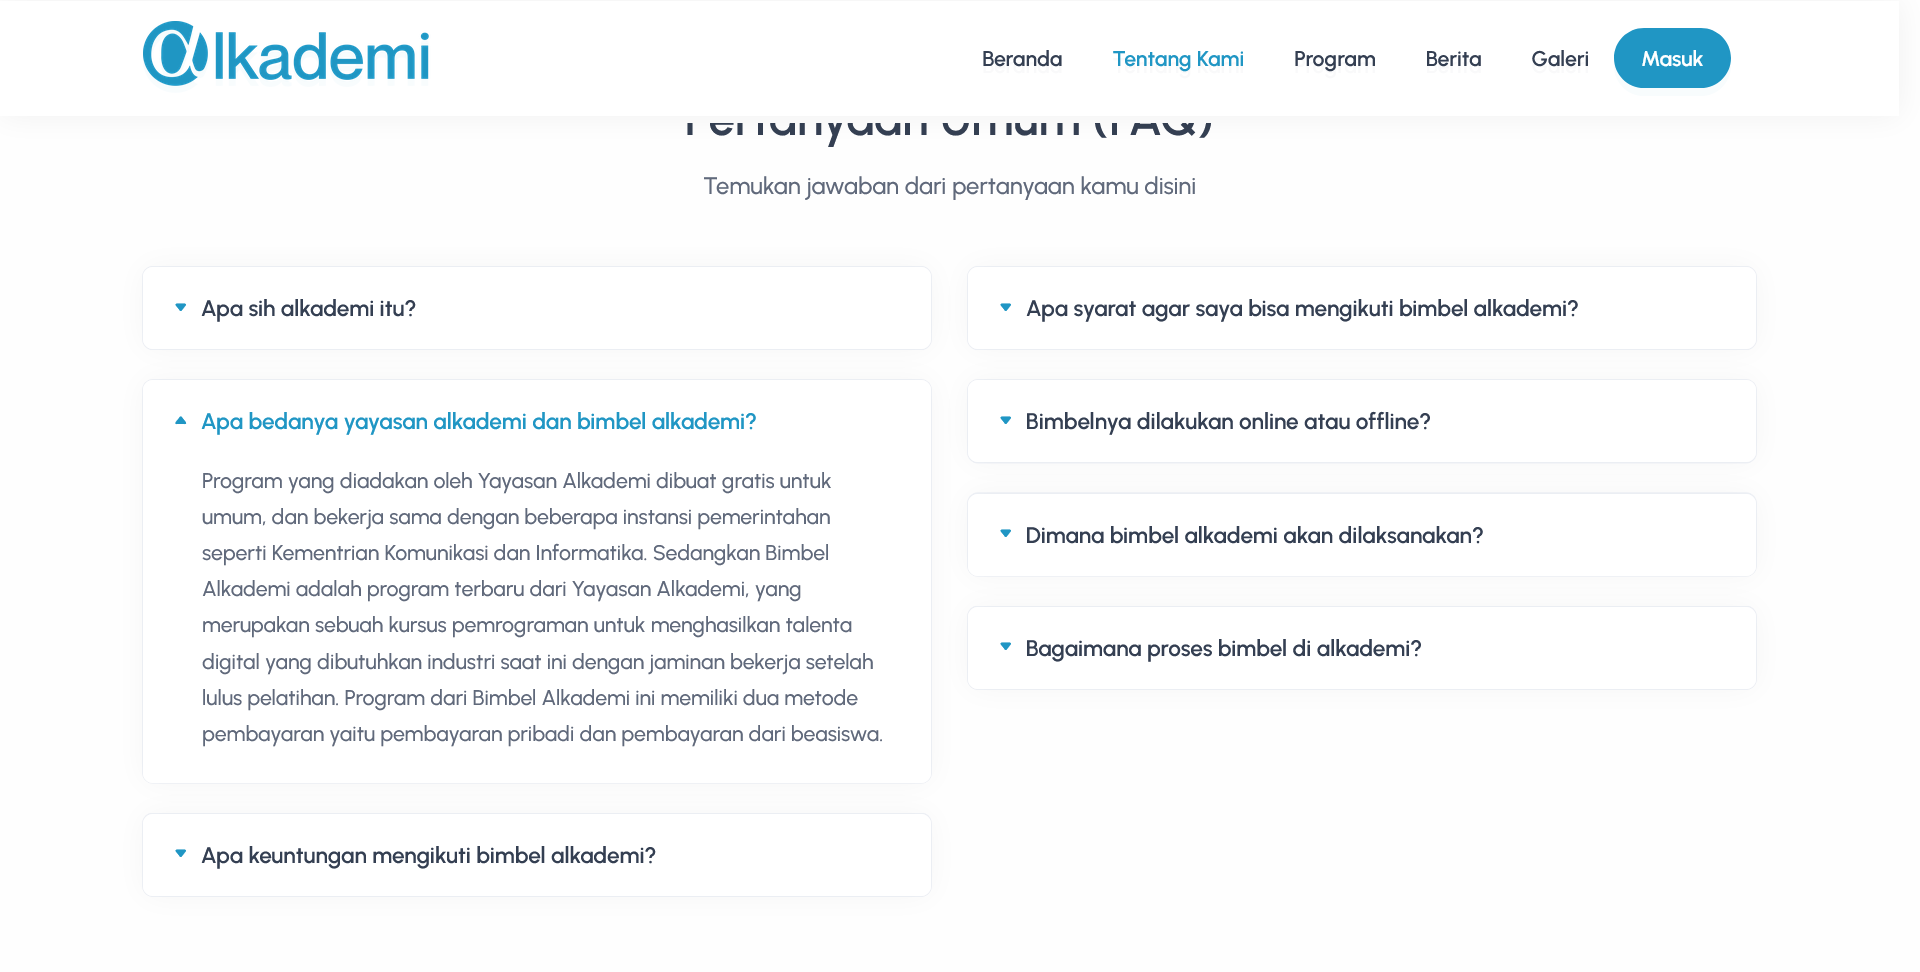 @lkademi
Beranda
Tentang Kami
Program
Berita
Galeri
Masuk
Pertanyaan Umum (FAQ)
Temukan jawaban dari pertanyaan kamu disini
Apa sih alkademi itu?
Apa bedanya yayasan alkademi dan bimbel alkademi?
Program yang diadakan oleh Yayasan Alkademi dibuat gratis untuk
umum, dan bekerja sama dengan beberapa instansi pemerintahan
seperti Kementrian Komunikasi dan Informatika. Sedangkan Bimbel
Alkademi adalah program terbaru dari Yayasan Alkademi, yang
merupakan sebuah kursus pemrograman untuk menghasilkan talenta
digital yang dibutuhkan industri saat ini dengan jaminan bekerja setelah
lulus pelatihan. Program dari Bimbel Alkademi ini memiliki dua metode
pembayaran yaitu pembayaran pribadi dan pembayaran dari beasiswa.
Apa keuntungan mengikuti bimbel alkademi?
Apa syarat agar saya bisa mengikuti bimbel alkademi?
Bimbelnya dilakukan online atau offline?
Dimana bimbel alkademi akan dilaksanakan?
Bagaimana proses bimbel di alkademi?